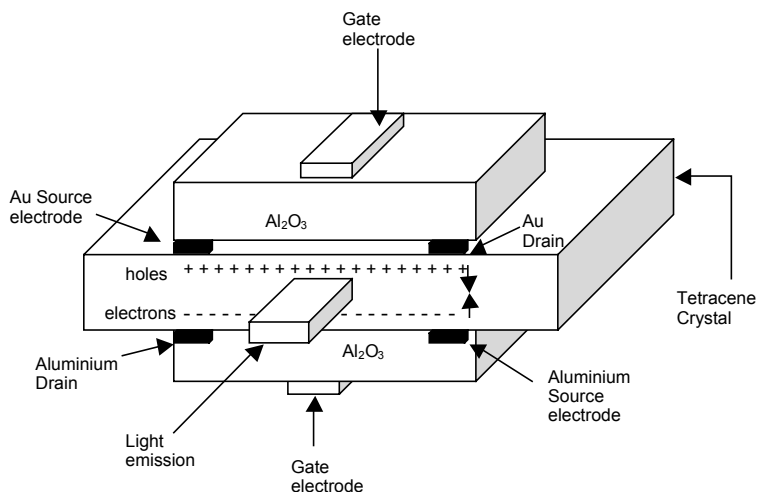 Gate
electrode
Au Source
electrode
Al₂O₃
Au
Drain
holes
+ + + + + + + + + + + + + + + + + +
electrons
Tetracene
Crystal
Aluminium
Drain
Al₂O₃
Aluminium
Source
electrode
Light
emission
Gate
electrode